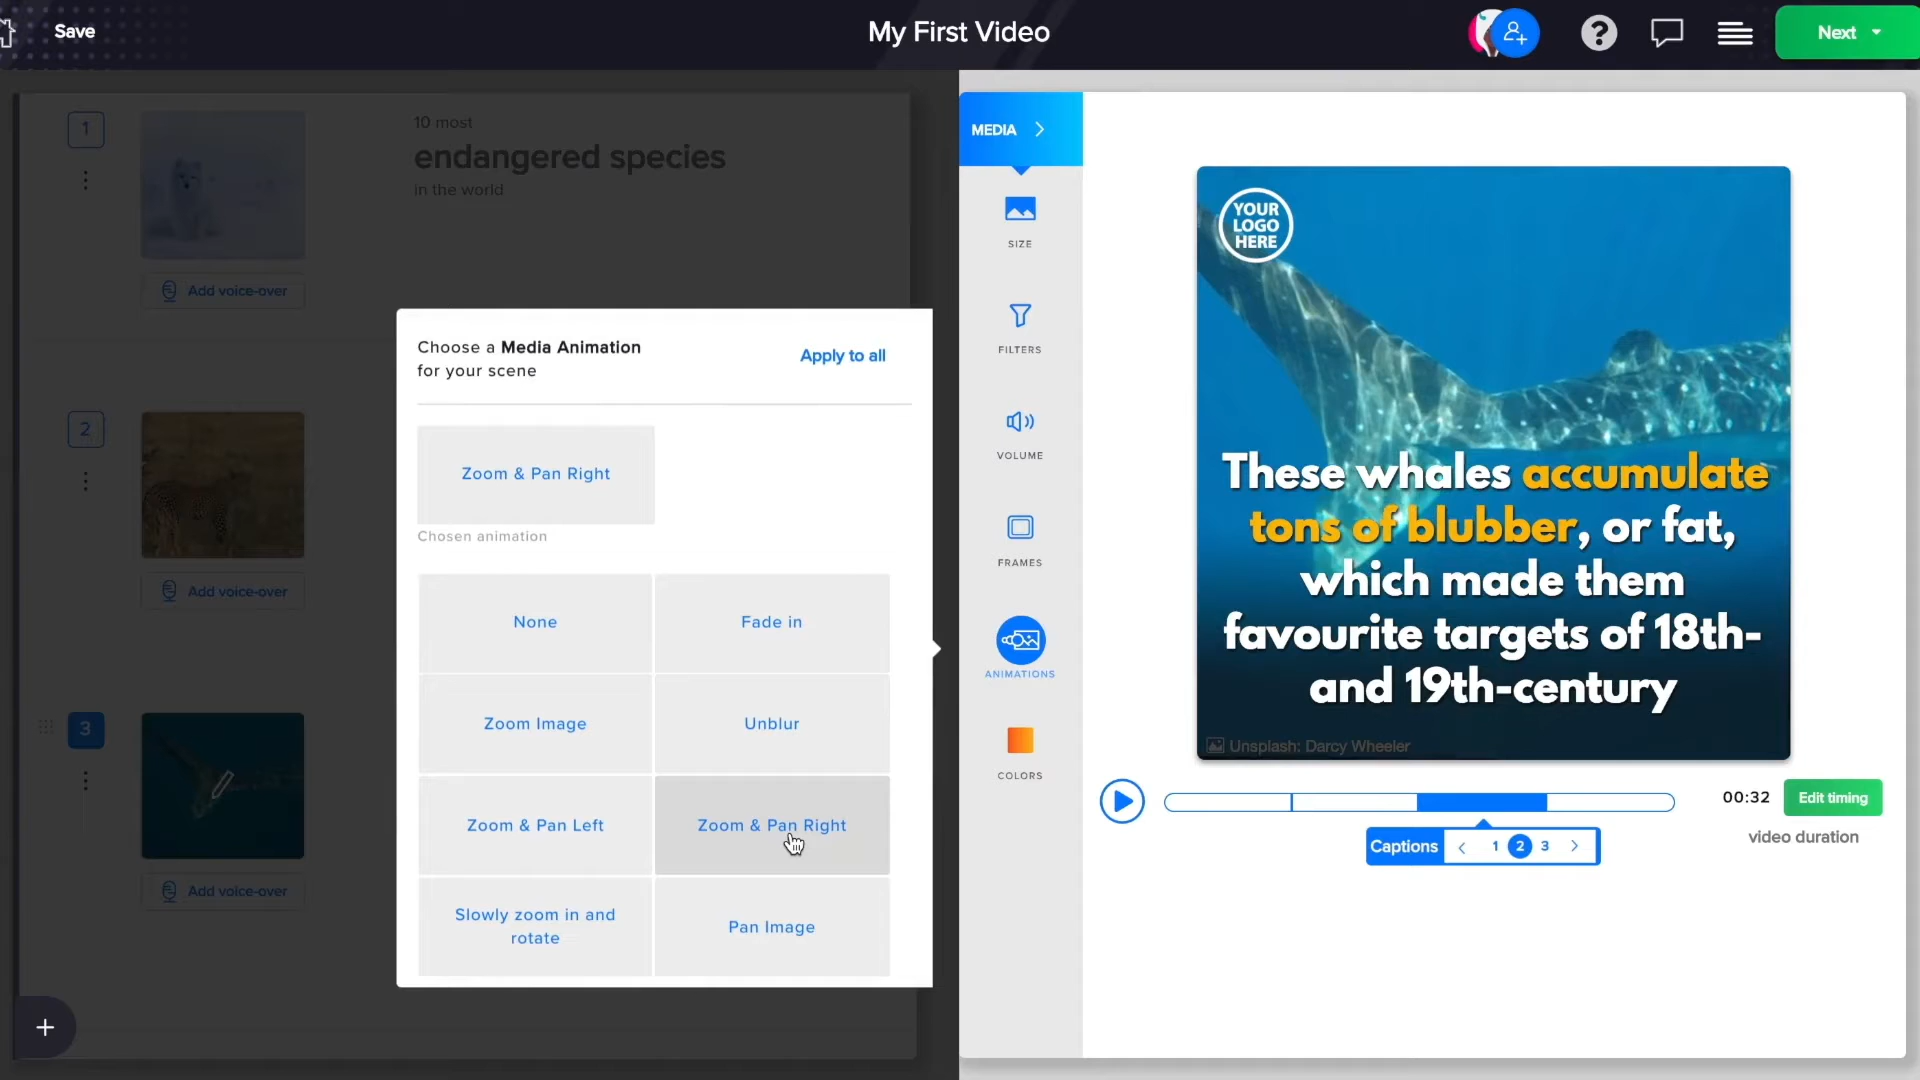 Save
My First Video
Next
1
10 most
endangered species
in the world
Add voice-over
2
Add voice-over
3
Add voice-over
Choose a Media Animation
for your scene
Apply to all
Zoom & Pan Right
Chosen animation
None
Fade in
Zoom Image
Unblur
Zoom & Pan Left
Zoom & Pan Right
Slowly zoom in and
rotate
Pan Image
MEDIA
SIZE
FILTERS
VOLUME
FRAMES
ANIMATIONS
COLORS
YOUR
LOGO
HERE
These whales accumulate
tons of blubber, or fat,
which made them
favourite targets of 18th-
and 19th-century
Unsplash: Darcy Wheeler
00:32
Edit timing
video duration
Captions
1 2 3